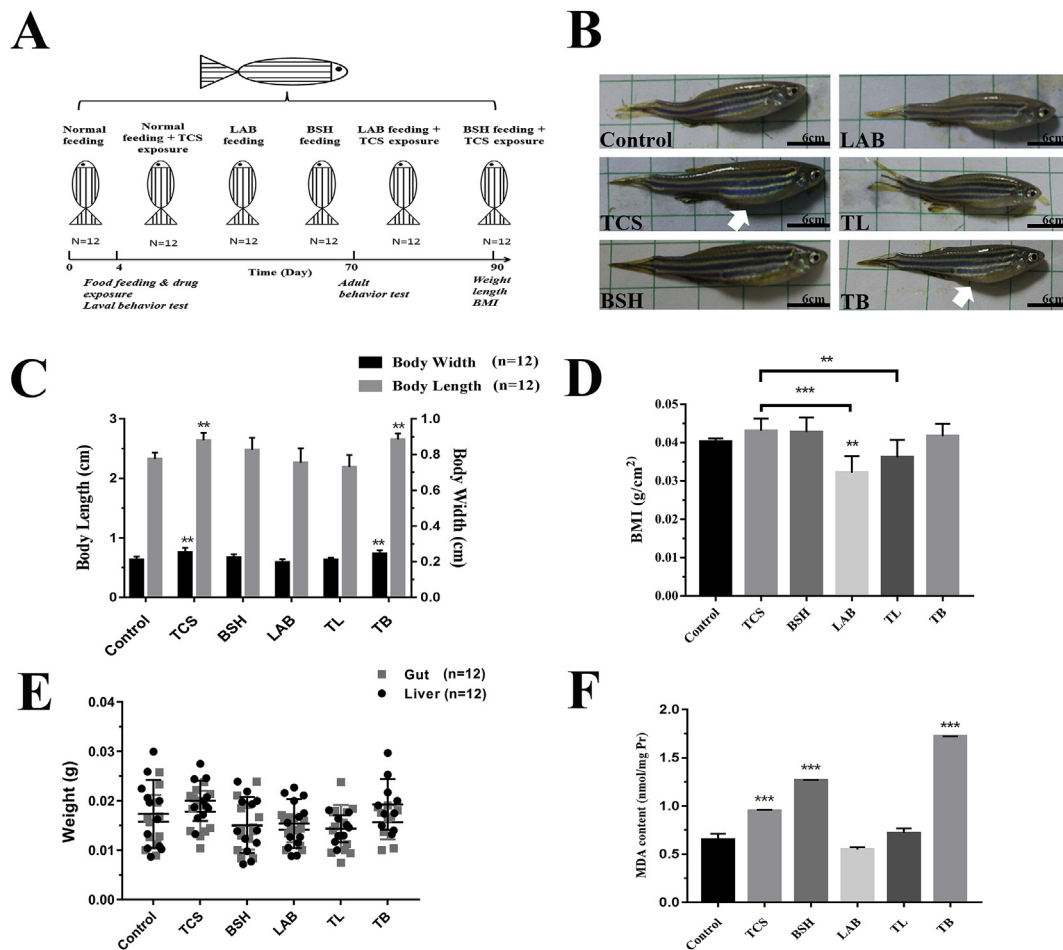 A
Normal feeding
Normal feeding + TCS exposure
LAB feeding
BSH feeding
LAB feeding + TCS exposure
BSH feeding + TCS exposure
N=12
N=12
N=12
N=12
N=12
N=12
0
4
Time (Day)
70
90
Food feeding & drug exposure
Laval behavior test
Adult behavior test
Weight length BMI
B
Control
6cm
LAB
6cm
TCS
6cm
TL
6cm
BSH
6cm
TB
6cm
C
Body Width (n=12)
Body Length (n=12)
Body Length (cm)
3
2
1
0
Body Width (cm)
1.0
0.8
0.6
0.4
0.2
0.0
**
**
**
**
Control
TCS
BSH
LAB
TL
TB
D
**
***
**
BMI (g/cm2)
0.05
0.04
0.03
0.02
0.01
0.00
Control
TCS
BSH
LAB
TL
TB
E
Gut (n=12)
Liver (n=12)
Weight (g)
0.04
0.03
0.02
0.01
0.00
Control
TCS
BSH
LAB
TL
TB
F
MDA content (nmol/mg Pr)
2.0
1.5
1.0
0.5
0.0
***
***
***
Control
TCS
BSH
LAB
TL
TB